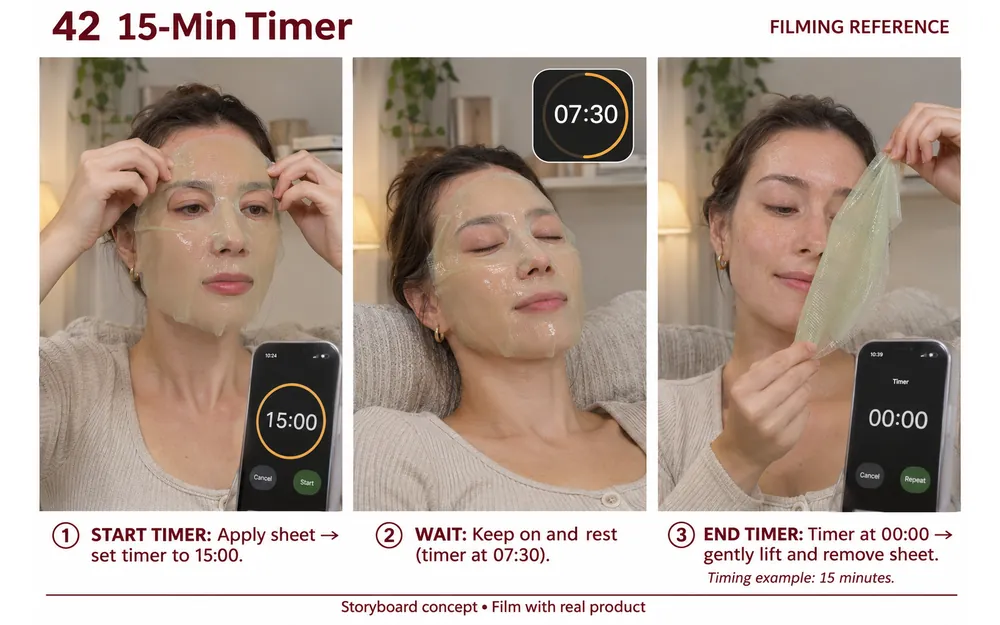 42 15-Min Timer
FILMING REFERENCE
10:24
15:00
Cancel
Start
07:30
10:39
Timer
00:00
Cancel
Repeat
1 START TIMER: Apply sheet →
set timer to 15:00.
2 WAIT: Keep on and rest
(timer at 07:30).
3 END TIMER: Timer at 00:00 →
gently lift and remove sheet.
Timing example: 15 minutes.
Storyboard concept • Film with real product